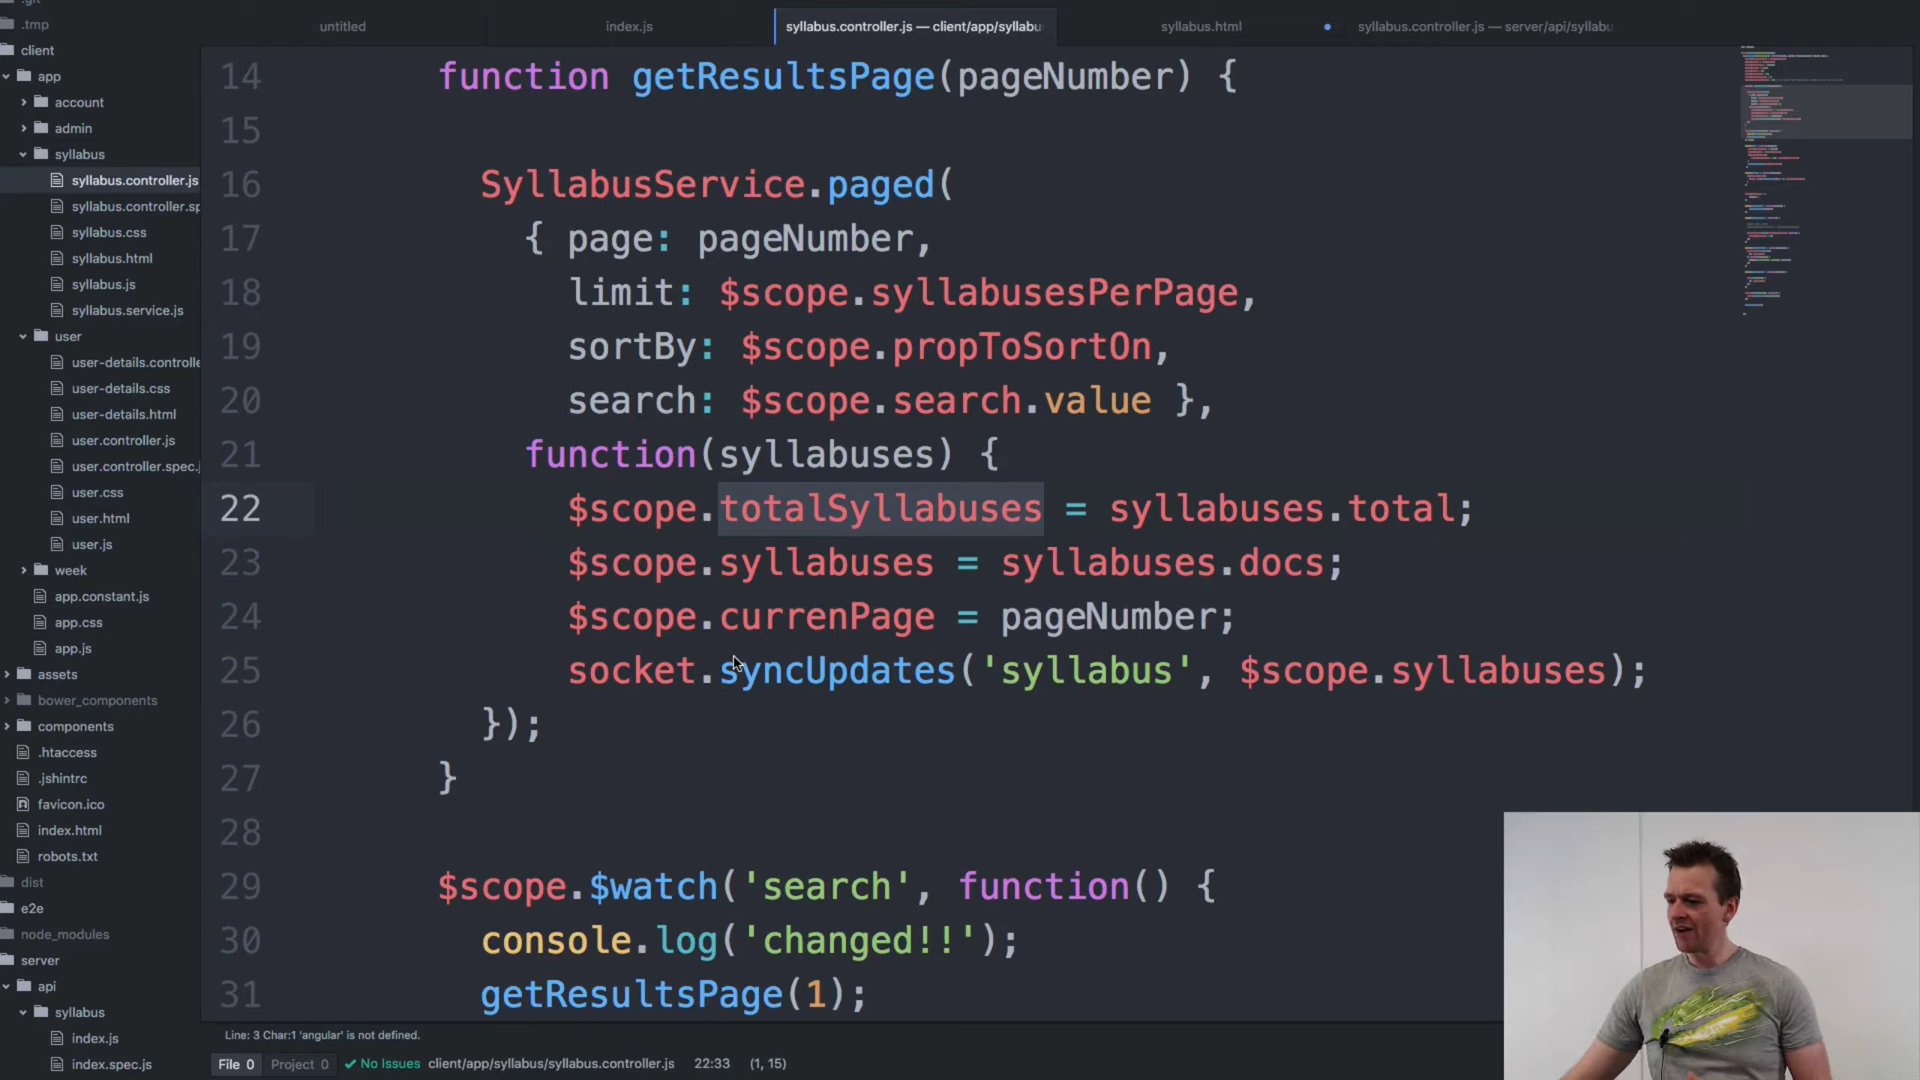 .git
.tmp
client
app
account
admin
syllabus
syllabus.controller.js
syllabus.controller.sp
syllabus.css
syllabus.html
syllabus.js
syllabus.service.js
user
user-details.controlle
user-details.css
user-details.html
user.controller.js
user.controller.spec.j
user.css
user.html
user.js
week
app.constant.js
app.css
app.js
assets
bower_components
components
.htaccess
.jshintrc
favicon.ico
index.html
robots.txt
dist
e2e
node_modules
server
api
syllabus
index.js
index.spec.js
untitled
index.js
syllabus.controller.js — client/app/syllabu
syllabus.html
syllabus.controller.js — server/api/syllabu
14 function getResultsPage(pageNumber) {
15
16 SyllabusService.paged(
17 { page: pageNumber,
18 limit: $scope.syllabusesPerPage,
19 sortBy: $scope.propToSortOn,
20 search: $scope.search.value },
21 function(syllabuses) {
22 $scope.totalSyllabuses = syllabuses.total;
23 $scope.syllabuses = syllabuses.docs;
24 $scope.currenPage = pageNumber;
25 socket.syncUpdates('syllabus', $scope.syllabuses);
26 });
27 }
28
29 $scope.$watch('search', function() {
30 console.log('changed!!');
31 getResultsPage(1);
Line: 3 Char:1 'angular' is not defined.
File 0 Project 0 No Issues client/app/syllabus/syllabus.controller.js 22:33 (1, 15)